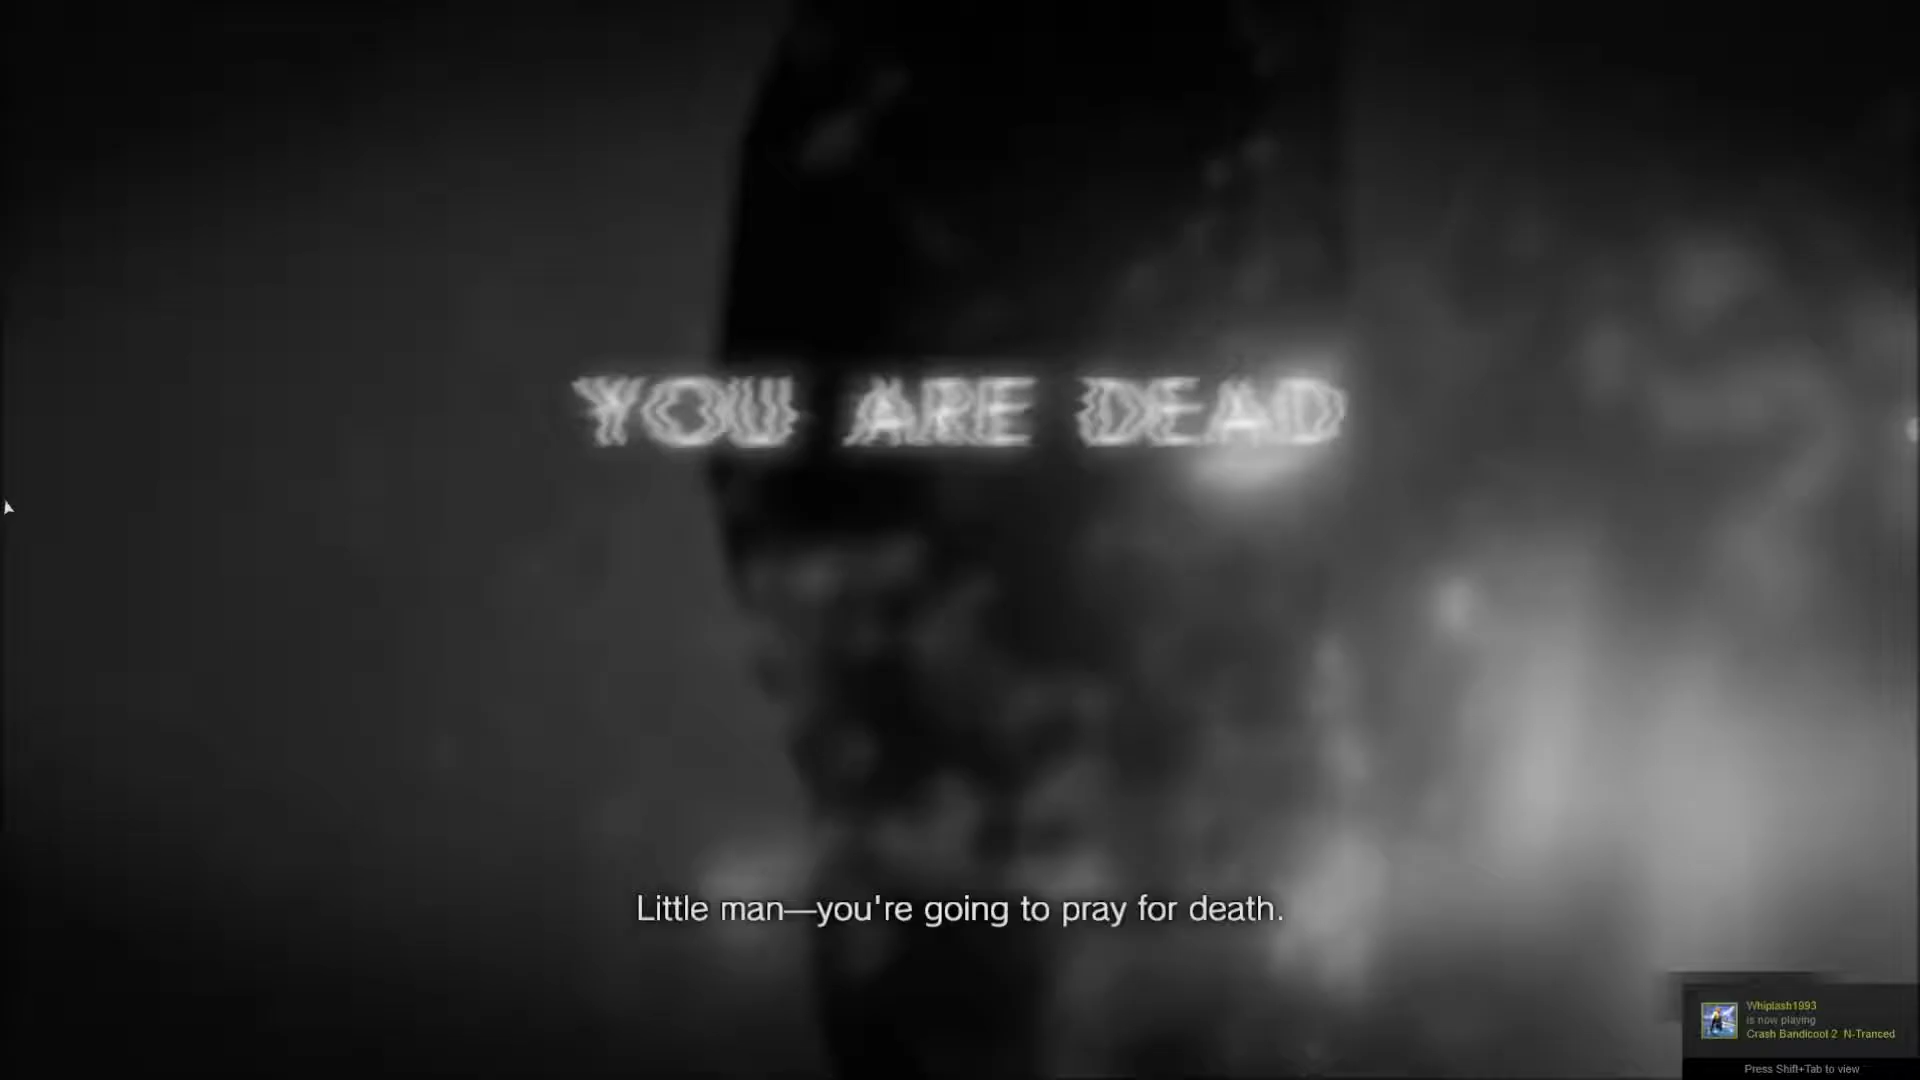 YOU ARE DEAD
Little man—you're going to pray for death.
Whiplash1993
is now playing
Crash Bandicoot 2 N-Tranced
Press Shift+Tab to view